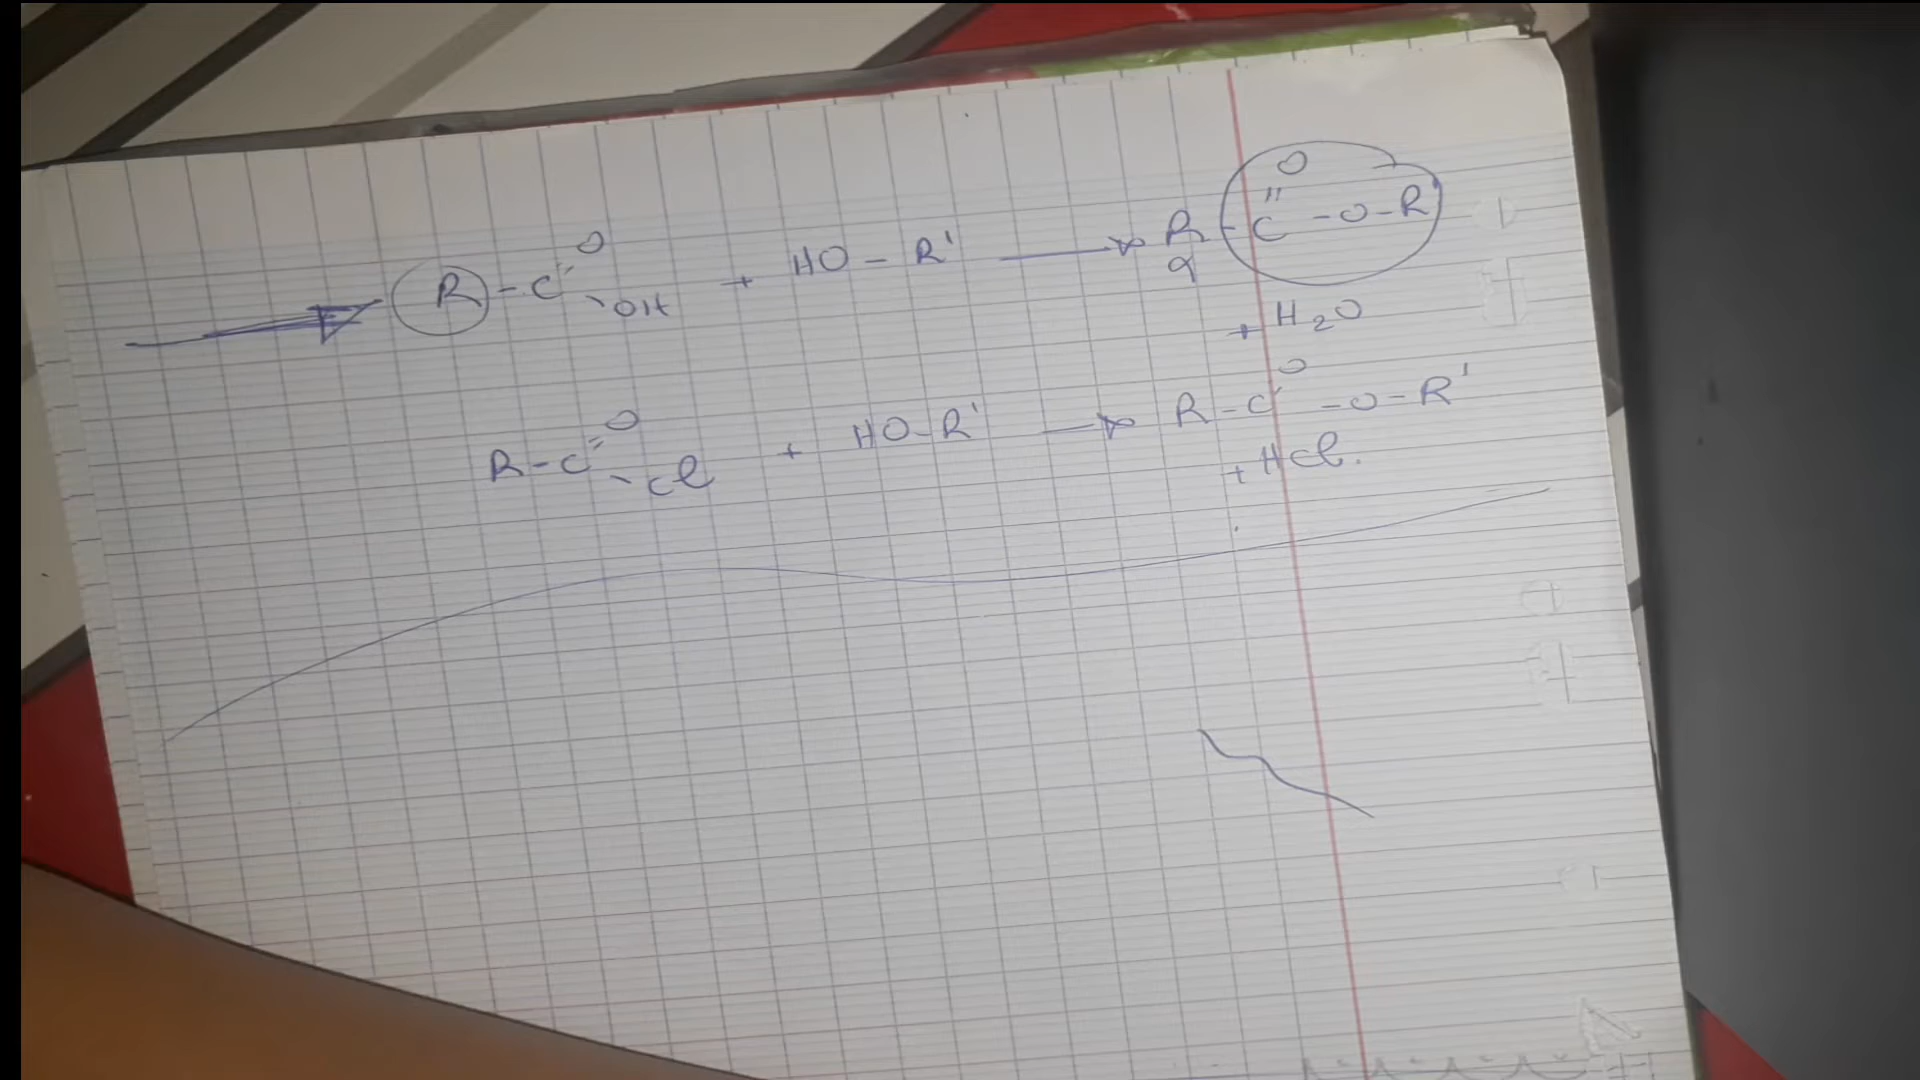 R-C=O-OH + HO-R' → R-C=O-O-R'
+ H2O
R-C=O-Cl + HO-R' → R-C=O-O-R'
+ HCl.